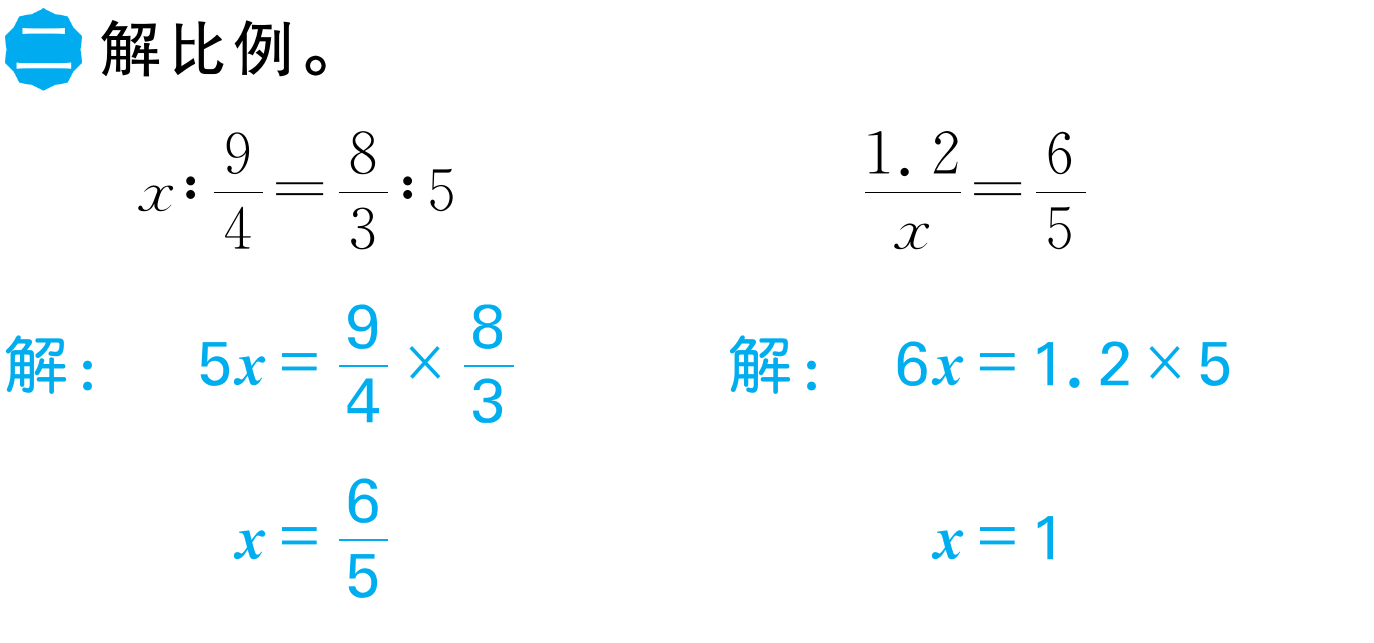 二 解比例。
x∶9/4=8/3∶5
1.2/x=6/5
解: 5x=9/4×8/3
解: 6x=1.2×5
x=6/5
x=1